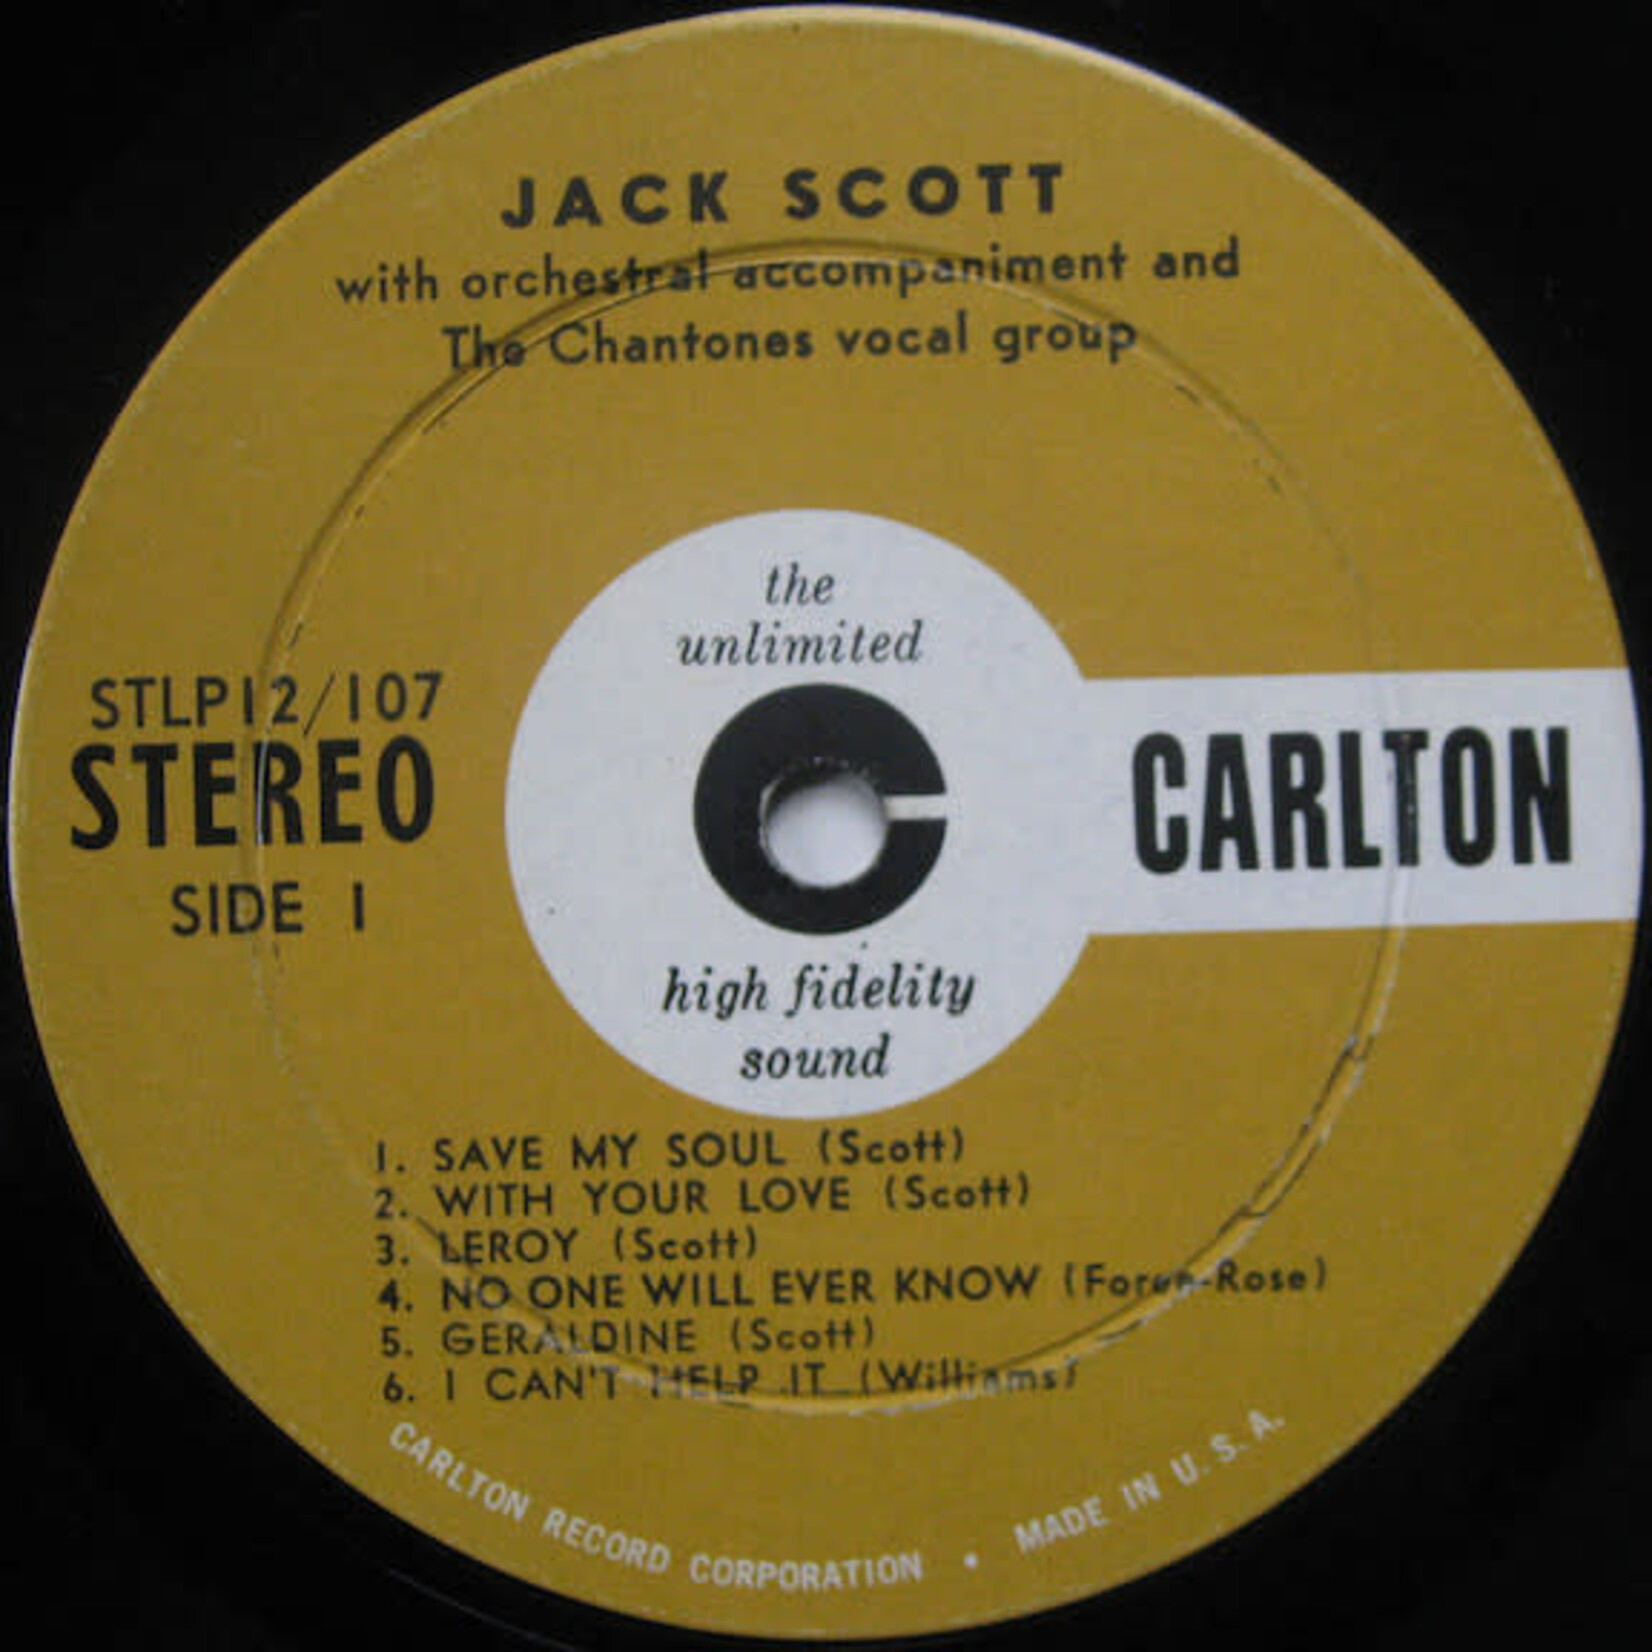 JACK SCOTT
with orchestral accompaniment and
The Chantones vocal group
the
unlimited
STLP12/107
STEREO
SIDE 1
CARLTON
high fidelity
sound
1. SAVE MY SOUL (Scott)
2. WITH YOUR LOVE (Scott)
3. LEROY (Scott)
4. NO ONE WILL EVER KNOW (Foree-Rose)
5. GERALDINE (Scott)
6. I CAN'T HELP IT (Williams)
CARLTON RECORD CORPORATION • MADE IN U.S.A.